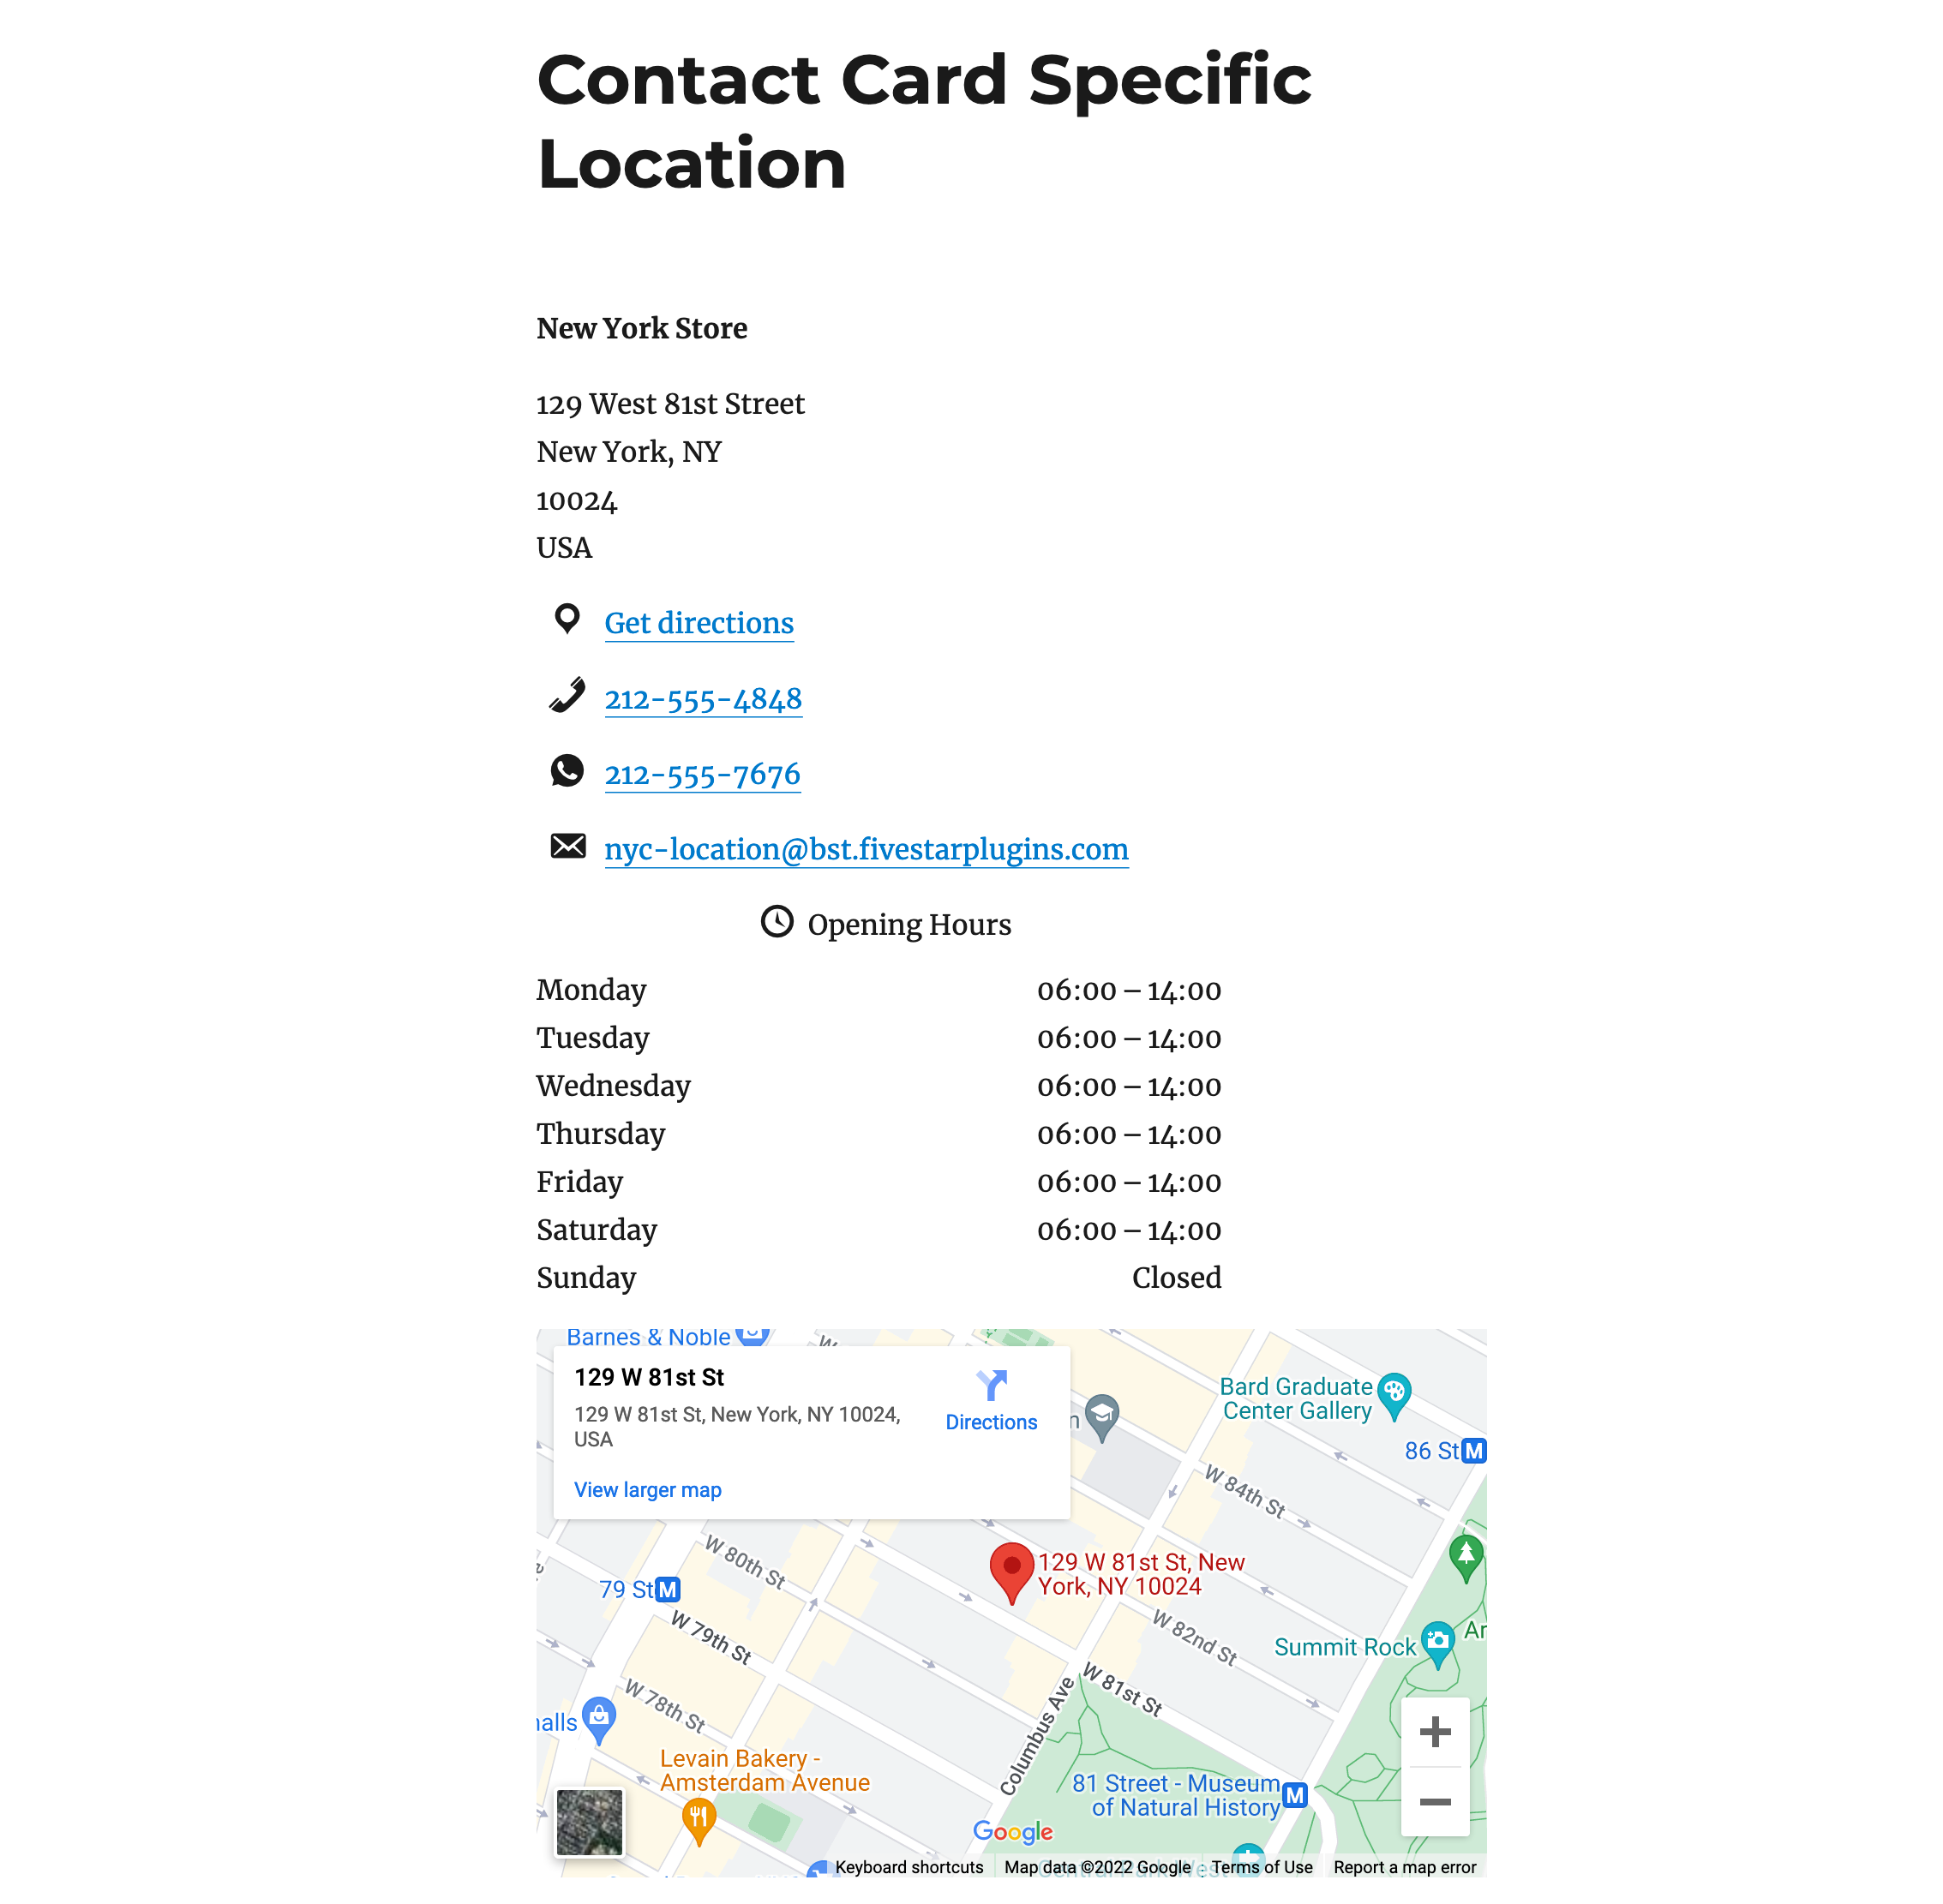 Contact Card Specific
Location
New York Store
129 West 81st Street
New York, NY
10024
USA
Get directions
212-555-4848
212-555-7676
nyc-location@bst.fivestarplugins.com
Opening Hours
Monday 06:00 – 14:00
Tuesday 06:00 – 14:00
Wednesday 06:00 – 14:00
Thursday 06:00 – 14:00
Friday 06:00 – 14:00
Saturday 06:00 – 14:00
Sunday Closed
Barnes & Noble
129 W 81st St
129 W 81st St, New York, NY 10024,
USA
Directions
View larger map
Bard Graduate
Center Gallery
86 St
W 84th St
W 80th St
129 W 81st St, New
York, NY 10024
79 St
W 79th St
W 82nd St
Summit Rock
W 81st St
W 78th St
Columbus Ave
Levain Bakery -
Amsterdam Avenue
81 Street - Museum
of Natural History
Google
Keyboard shortcuts
Map data ©2022 Google
Terms of Use
Report a map error